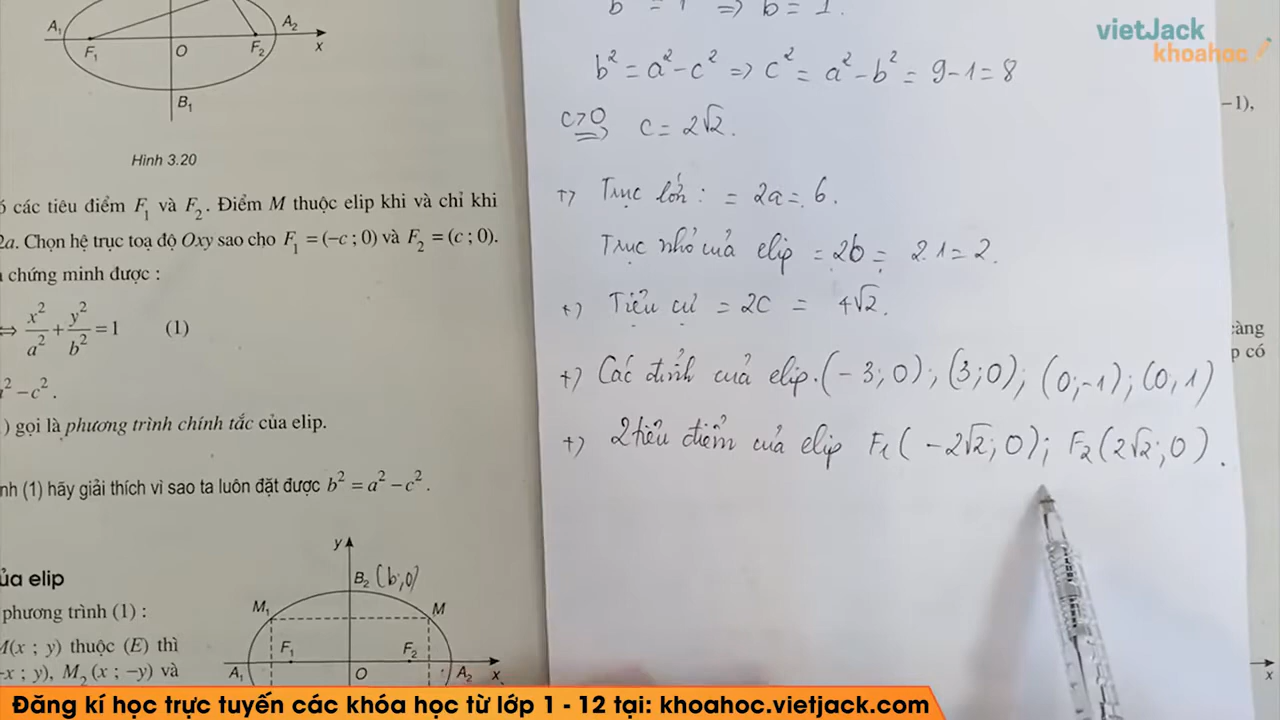 A₁ F₁ O F₂ A₂ x
B₁
Hình 3.20
các tiêu điểm F₁ và F₂. Điểm M thuộc elip khi và chỉ khi
2a. Chọn hệ trục toạ độ Oxy sao cho F₁ = (−c ; 0) và F₂ = (c ; 0).
chứng minh được :
⇔ x²/a² + y²/b² = 1 (1)
² − c².
) gọi là phương trình chính tắc của elip.
nh (1) hãy giải thích vì sao ta luôn đặt được b² = a² − c².
ủa elip
phương trình (1) :
M(x ; y) thuộc (E) thì
−x ; y), M₂ (x ; −y) và
y
B₂ (b; 0)
M₁ M
F₁ F₂
A₁ O A₂ x
b = 1.
b² = a² − c² => c² = a² − b² = 9 − 1 = 8
c>0 => c = 2√2.
+) Trục lớn : = 2a = 6.
Trục nhỏ của elip = 2b = 2.1 = 2.
+) Tiêu cự = 2c = 4√2.
+) Các đỉnh của elip. (−3; 0); (3; 0); (0; −1); (0, 1)
+) 2 tiêu điểm của elip F₁ (−2√2; 0); F₂ (2√2; 0).
vietJack
khoahoc
−1),
àng
p có
x
Đăng kí học trực tuyến các khóa học từ lớp 1 - 12 tại: khoahoc.vietjack.com